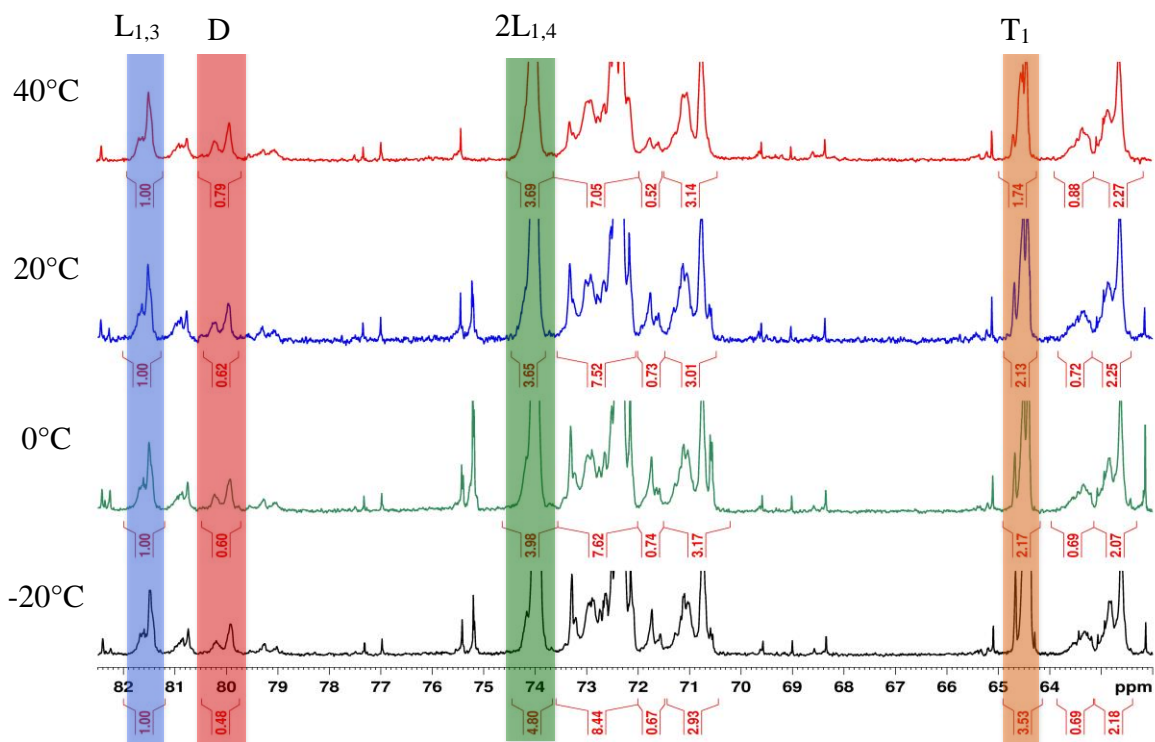 L1,3 D 2L1,4 T1
40°C
1.00 0.79 3.69 7.05 0.52 3.14 1.74 0.88 2.27
20°C
1.00 0.62 3.65 7.52 0.73 3.01 2.13 0.72 2.25
0°C
1.00 0.60 3.98 7.62 0.74 3.17 2.17 0.69 2.07
-20°C
82 81 80 79 78 77 76 75 74 73 72 71 70 69 68 67 66 65 64 ppm
1.00 0.48 4.80 8.44 0.67 2.93 3.53 0.69 2.18